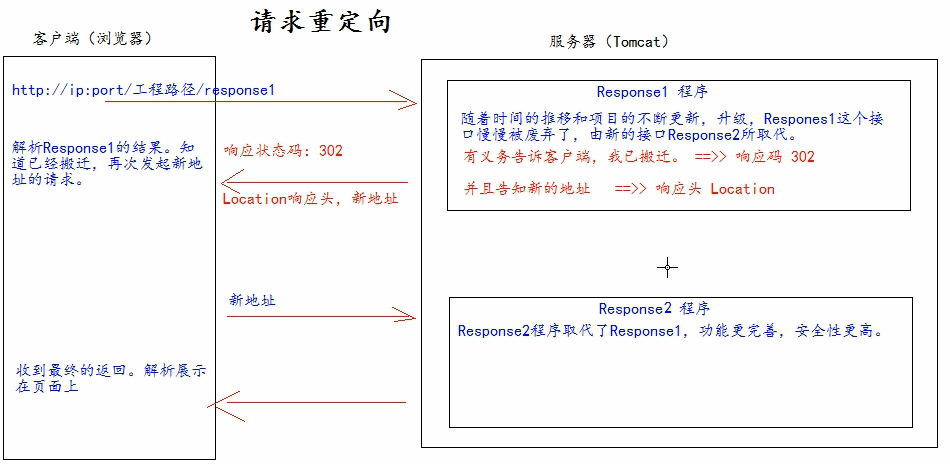 请求重定向
客户端（浏览器）
服务器（Tomcat）
http://ip:port/工程路径/response1
解析Response1的结果。知
道已经搬迁，再次发起新地
址的请求。
响应状态码：302
Location响应头，新地址
Response1 程序
随着时间的推移和项目的不断更新，升级，Respones1这个接
口慢慢被废弃了，由新的接口Response2所取代。
有义务告诉客户端，我已搬迁。 ==>> 响应码 302
并且告知新的地址 ==>> 响应头 Location
新地址
Response2 程序
Response2程序取代了Response1，功能更完善，安全性更高。
收到最终的返回。解析展示
在页面上